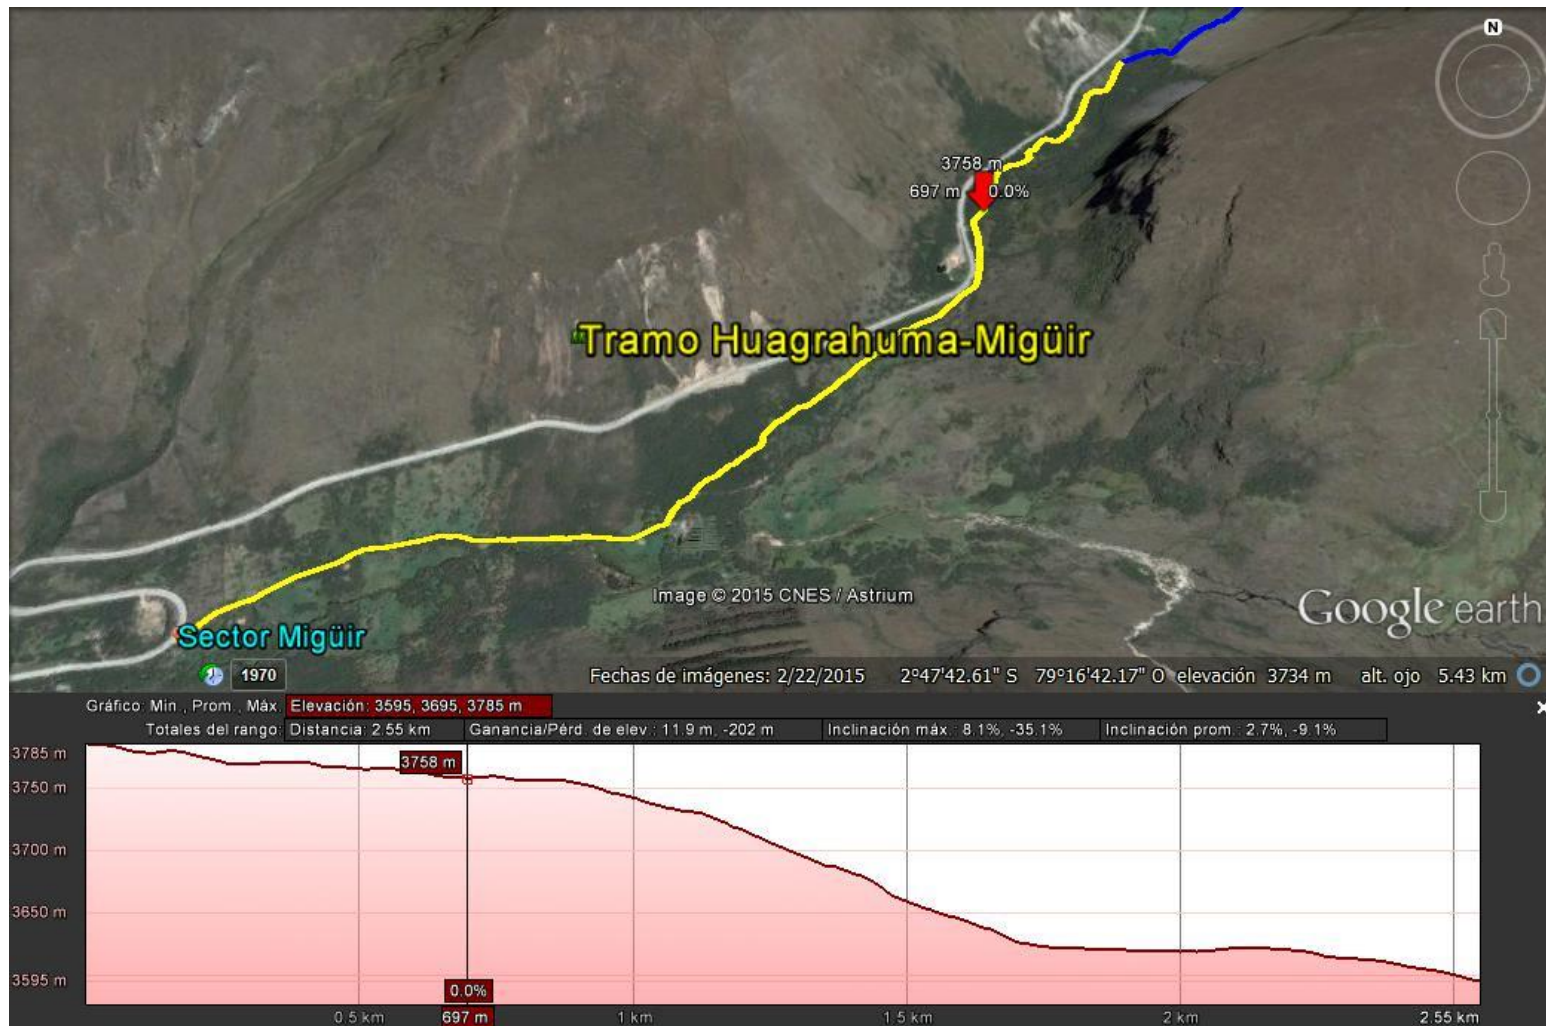 N
3758 m
697 m 0.0%
Tramo Huagrahuma-Migüir
Image © 2015 CNES / Astrium
Google earth
Sector Migüir
1970
Fechas de imágenes: 2/22/2015 2°47'42.61" S 79°16'42.17" O elevación 3734 m alt. ojo 5.43 km
Gráfico: Mín., Prom., Máx. Elevación: 3595, 3695, 3785 m
Totales del rango: Distancia: 2.55 km Ganancia/Pérd. de elev.: 11.9 m, -202 m Inclinación máx.: 8.1%, -35.1% Inclinación prom.: 2.7%, -9.1%
3785 m
3758 m
3750 m
3700 m
3650 m
3595 m
0.0%
0.5 km 697 m 1 km 1.5 km 2 km 2.55 km